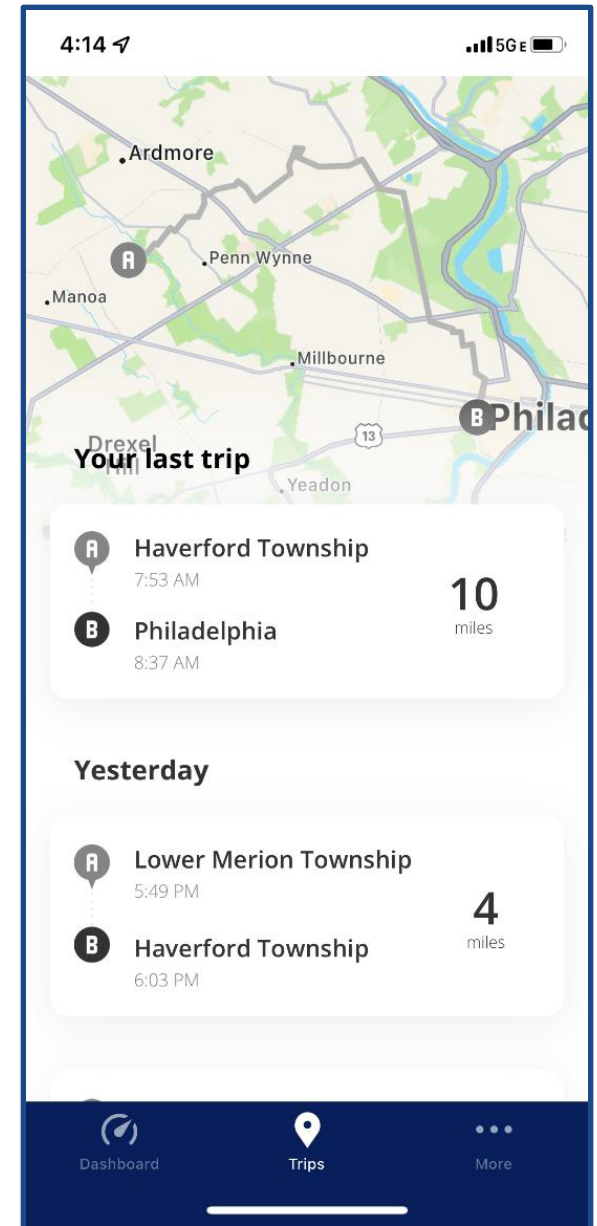 4:14
5G E
Ardmore
A
Penn Wynne
Manoa
Millbourne
B
Philad
13
Drexel
Hill
Your last trip
Yeadon
A
Haverford Township
7:53 AM
10
miles
B
Philadelphia
8:37 AM
Yesterday
A
Lower Merion Township
5:49 PM
4
miles
B
Haverford Township
6:03 PM
Dashboard
Trips
More